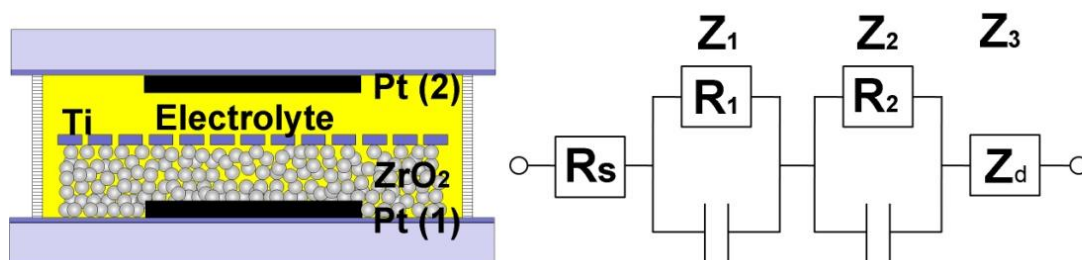 Pt (2)
Ti
Electrolyte
ZrO₂
Pt (1)
Z₁ Z₂ Z₃
R₁ R₂
Rs
Zd